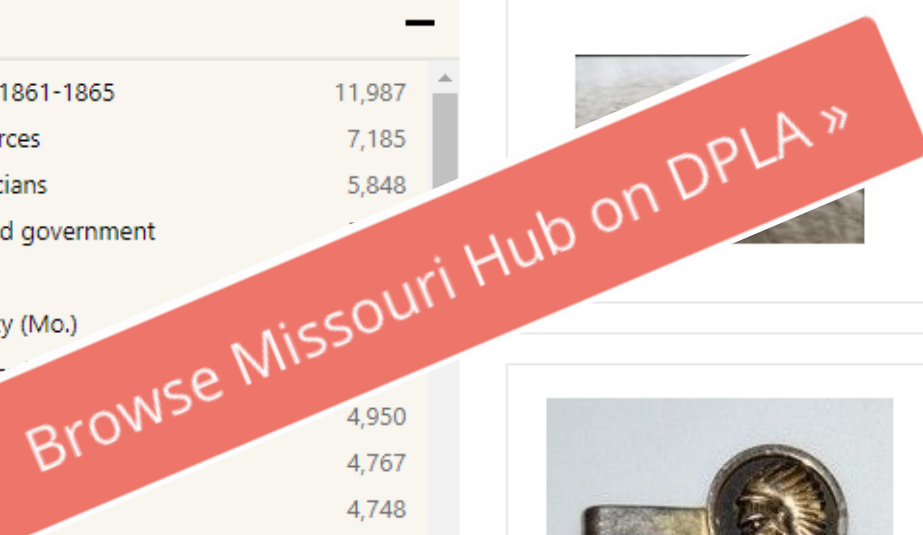 1861-1865 11,987
rces 7,185
cians 5,848
d government
y (Mo.)
Browse Missouri Hub on DPLA »
4,950
4,767
4,748